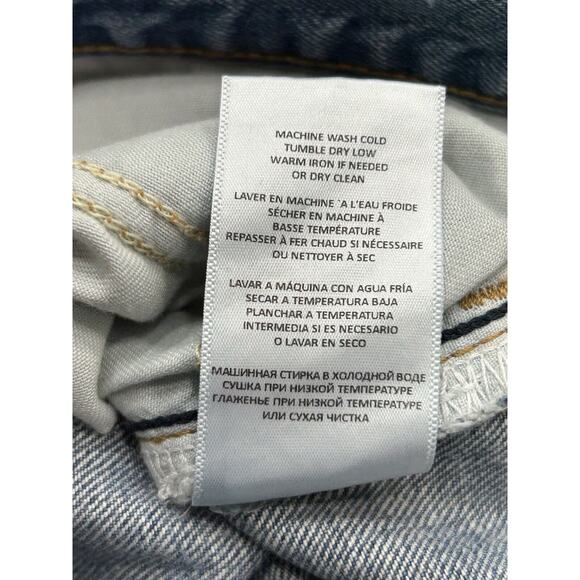 MACHINE WASH COLD
TUMBLE DRY LOW
WARM IRON IF NEEDED
OR DRY CLEAN
LAVER EN MACHINE `A L'EAU FROIDE
SÉCHER EN MACHINE À
BASSE TEMPÉRATURE
REPASSER À FER CHAUD SI NÉCESSAIRE
OU NETTOYER À SEC
LAVAR A MÁQUINA CON AGUA FRÍA
SECAR A TEMPERATURA BAJA
PLANCHAR A TEMPERATURA
INTERMEDIA SI ES NECESARIO
O LAVAR EN SECO
МАШИННАЯ СТИРКА В ХОЛОДНОЙ ВОДЕ
СУШКА ПРИ НИЗКОЙ ТЕМПЕРАТУРЕ
ГЛАЖЕНЬЕ ПРИ НИЗКОЙ ТЕМПЕРАТУРЕ
ИЛИ СУХАЯ ЧИСТКА